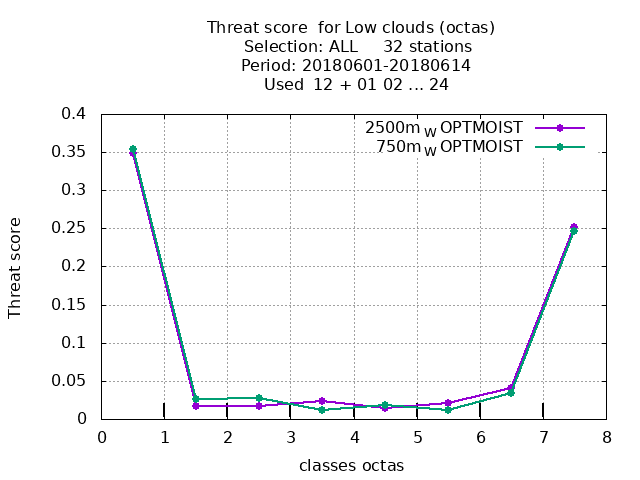 Threat score  for Low clouds (octas)
Selection: ALL     32 stations
Period: 20180601-20180614
Used  12 + 01 02 ... 24
2500m_W OPTMOIST
750m_W OPTMOIST
0.4
0.35
0.3
0.25
0.2
0.15
0.1
0.05
0
Threat score
0 1 2 3 4 5 6 7 8
classes octas